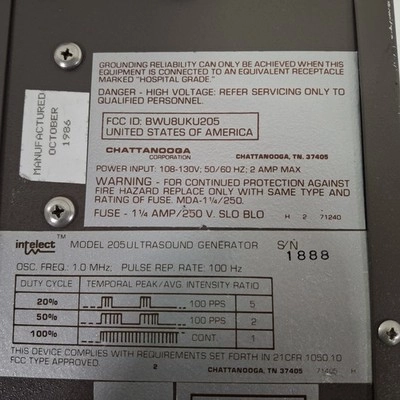 GROUNDING RELIABILITY CAN ONLY BE ACHIEVED WHEN THIS
EQUIPMENT IS CONNECTED TO AN EQUIVALENT RECEPTACLE
MARKED "HOSPITAL GRADE."
DANGER - HIGH VOLTAGE: REFER SERVICING ONLY TO
QUALIFIED PERSONNEL.
FCC ID: BWU8UKU205
UNITED STATES OF AMERICA
MANUFACTURED
OCTOBER
1986
CHATTANOOGA
CORPORATION CHATTANOOGA, TN. 37405
POWER INPUT: 108-130V; 50/60 HZ; 2 AMP MAX
WARNING - FOR CONTINUED PROTECTION AGAINST
FIRE HAZARD REPLACE ONLY WITH SAME TYPE AND
RATING OF FUSE. MDA-1¼/250.
FUSE - 1¼ AMP/250 V. SLO BLO H 2 71240
intelect™ MODEL 205 ULTRASOUND GENERATOR S/N 1888
OSC. FREQ.: 1.0 MHz; PULSE REP. RATE: 100 Hz
DUTY CYCLE TEMPORAL PEAK/AVG. INTENSITY RATIO
20% 100 PPS 5
50% 100 PPS 2
100% CONT. 1
THIS DEVICE COMPLIES WITH REQUIREMENTS SET FORTH IN 21CFR 1050.10
FCC TYPE APPROVED. 2 CHATTANOOGA, TN 37405 71405 H